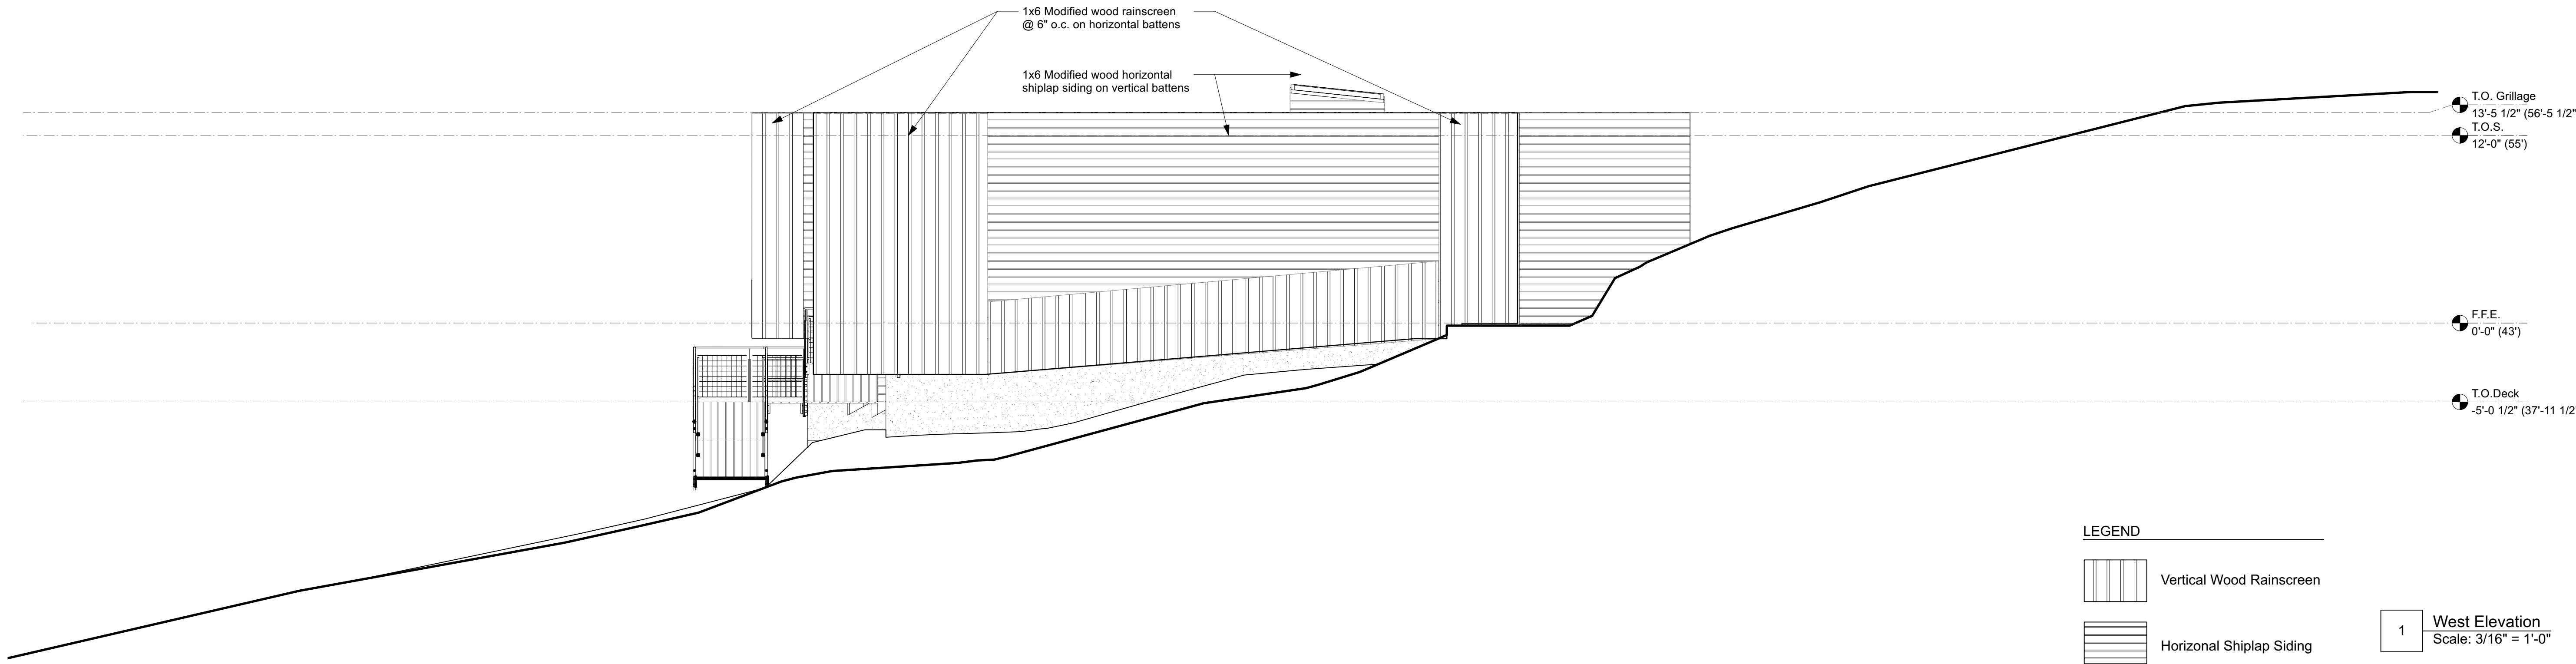 1x6 Modified wood rainscreen
@ 6" o.c. on horizontal battens
1x6 Modified wood horizontal
shiplap siding on vertical battens
T.O. Grillage
13'-5 1/2" (56'-5 1/2"
T.O.S.
12'-0" (55')
F.F.E.
0'-0" (43')
T.O.Deck
-5'-0 1/2" (37'-11 1/2
LEGEND
Vertical Wood Rainscreen
Horizonal Shiplap Siding
1
West Elevation
Scale: 3/16" = 1'-0"